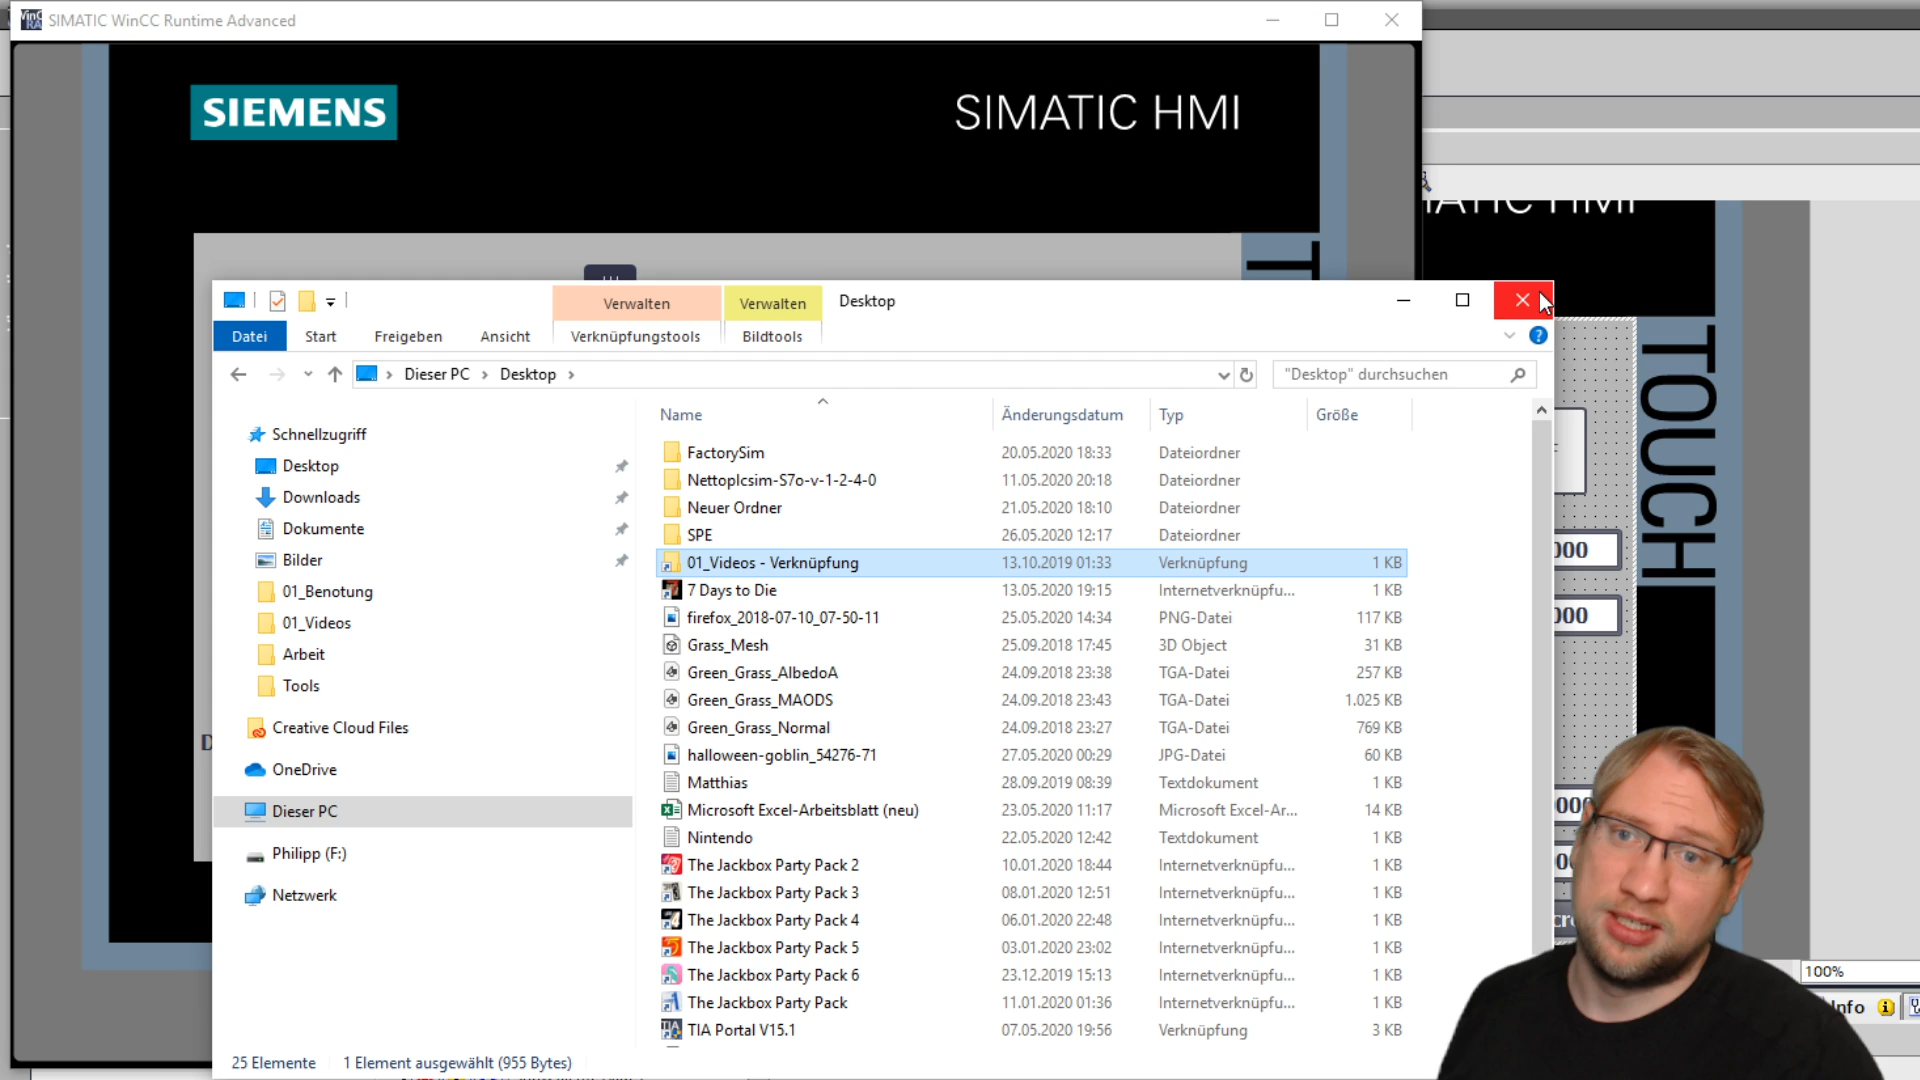 SIMATIC WinCC Runtime Advanced
SIEMENS
SIMATIC HMI
TOUCH
Verwalten
Verwalten
Desktop
Datei
Start
Freigeben
Ansicht
Verknüpfungstools
Bildtools
Dieser PC
Desktop
"Desktop" durchsuchen
Name
Änderungsdatum
Typ
Größe
Schnellzugriff
Desktop
Downloads
Dokumente
Bilder
01_Benotung
01_Videos
Arbeit
Tools
Creative Cloud Files
OneDrive
Dieser PC
Philipp (F:)
Netzwerk
FactorySim 20.05.2020 18:33 Dateiordner
Nettoplcsim-S7o-v-1-2-4-0 11.05.2020 20:18 Dateiordner
Neuer Ordner 21.05.2020 18:10 Dateiordner
SPE 26.05.2020 12:17 Dateiordner
01_Videos - Verknüpfung 13.10.2019 01:33 Verknüpfung 1 KB
7 Days to Die 13.05.2020 19:15 Internetverknüpfu... 1 KB
firefox_2018-07-10_07-50-11 25.05.2020 14:34 PNG-Datei 117 KB
Grass_Mesh 25.09.2018 17:45 3D Object 31 KB
Green_Grass_AlbedoA 24.09.2018 23:38 TGA-Datei 257 KB
Green_Grass_MAODS 24.09.2018 23:43 TGA-Datei 1.025 KB
Green_Grass_Normal 24.09.2018 23:27 TGA-Datei 769 KB
halloween-goblin_54276-71 27.05.2020 00:29 JPG-Datei 60 KB
Matthias 28.09.2019 08:39 Textdokument 1 KB
Microsoft Excel-Arbeitsblatt (neu) 23.05.2020 11:17 Microsoft Excel-Ar... 14 KB
Nintendo 22.05.2020 12:42 Textdokument 1 KB
The Jackbox Party Pack 2 10.01.2020 18:44 Internetverknüpfu... 1 KB
The Jackbox Party Pack 3 08.01.2020 12:51 Internetverknüpfu... 1 KB
The Jackbox Party Pack 4 06.01.2020 22:48 Internetverknüpfu... 1 KB
The Jackbox Party Pack 5 03.01.2020 23:02 Internetverknüpfu... 1 KB
The Jackbox Party Pack 6 23.12.2019 15:13 Internetverknüpfu... 1 KB
The Jackbox Party Pack 11.01.2020 01:36 Internetverknüpfu... 1 KB
TIA Portal V15.1 07.05.2020 19:56 Verknüpfung 3 KB
25 Elemente
1 Element ausgewählt (955 Bytes)
100%
Info